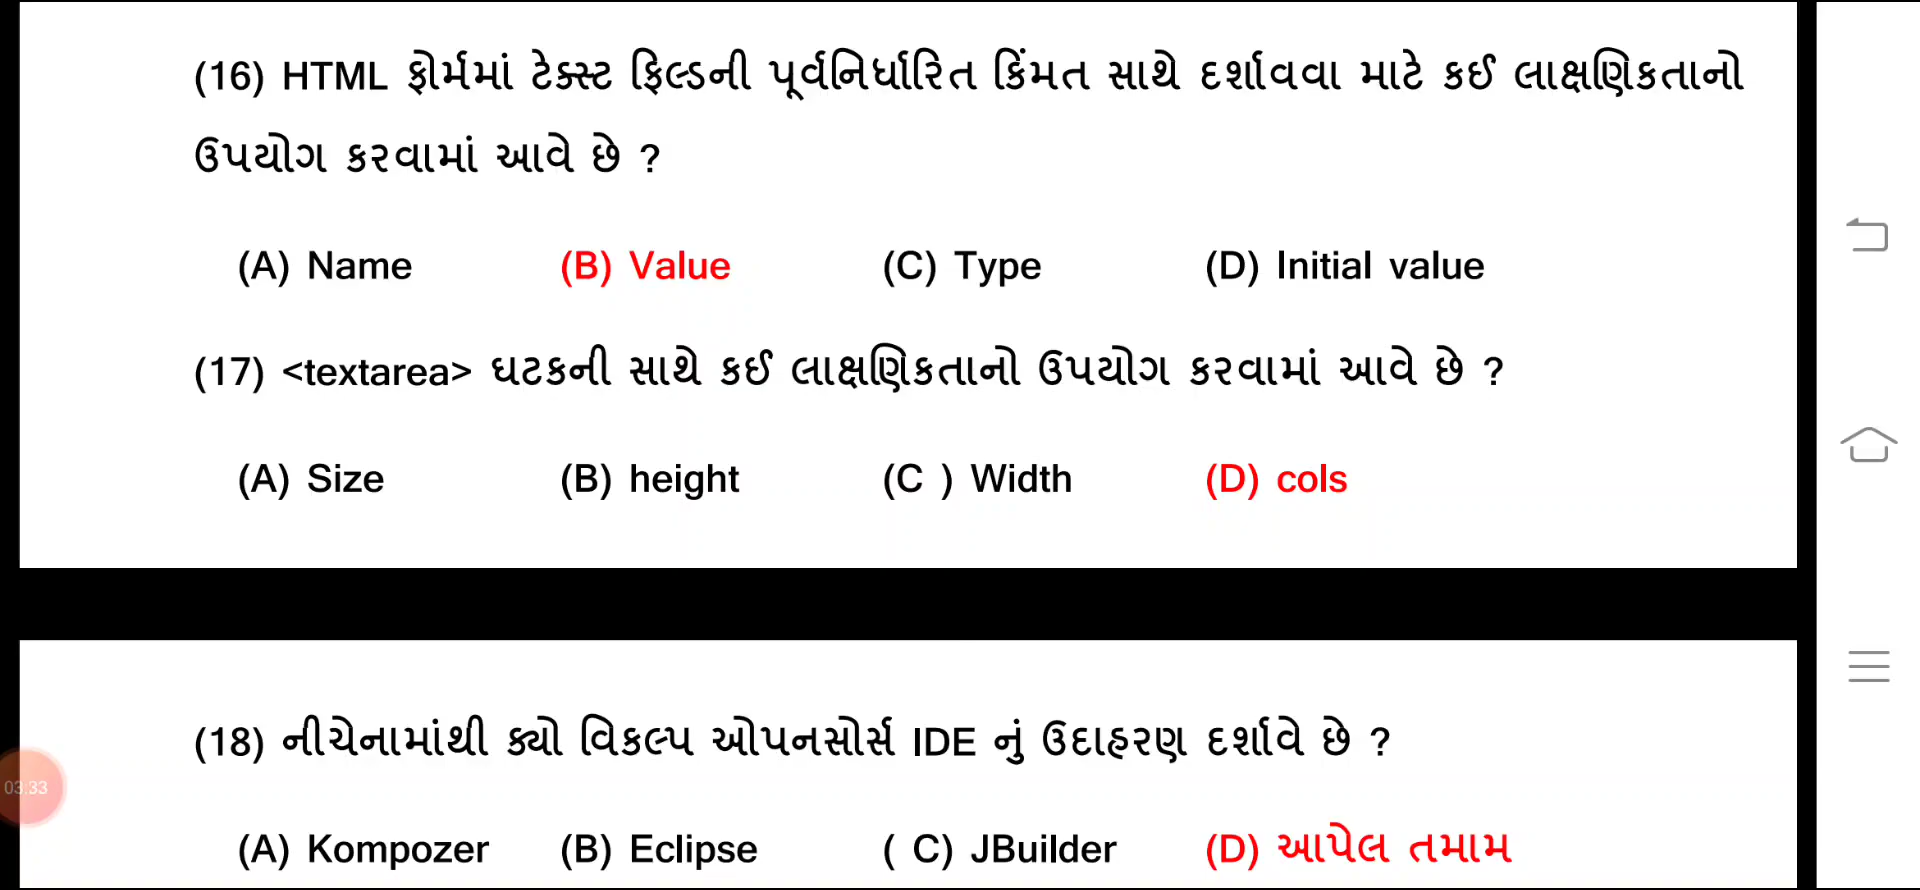 (16) HTML ફોર્મમાં ટેક્સ્ટ ફિલ્ડની પૂર્વનિર્ધારિત કિંમત સાથે દર્શાવવા માટે કઈ લાક્ષણિકતાનો
ઉપયોગ કરવામાં આવે છે ?
(A) Name (B) Value (C) Type (D) Initial value
(17) <textarea> ઘટકની સાથે કઈ લાક્ષણિકતાનો ઉપયોગ કરવામાં આવે છે ?
(A) Size (B) height (C ) Width (D) cols
(18) નીચેનામાંથી ક્યો વિકલ્પ ઓપનસોર્સ IDE નું ઉદાહરણ દર્શાવે છે ?
03:33
(A) Kompozer (B) Eclipse ( C) JBuilder (D) આપેલ તમામ